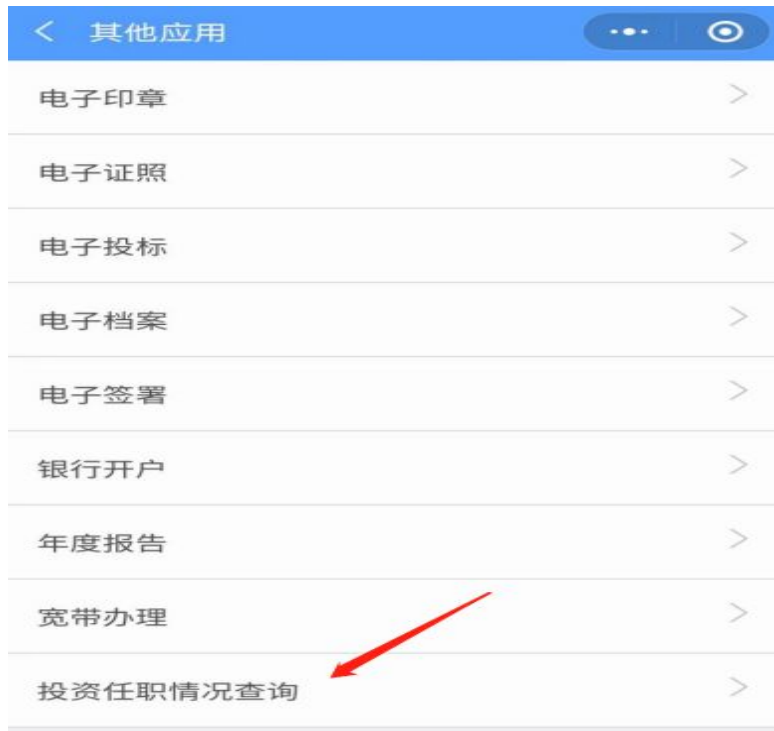 其他应用
电子印章
电子证照
电子投标
电子档案
电子签署
银行开户
年度报告
宽带办理
投资任职情况查询